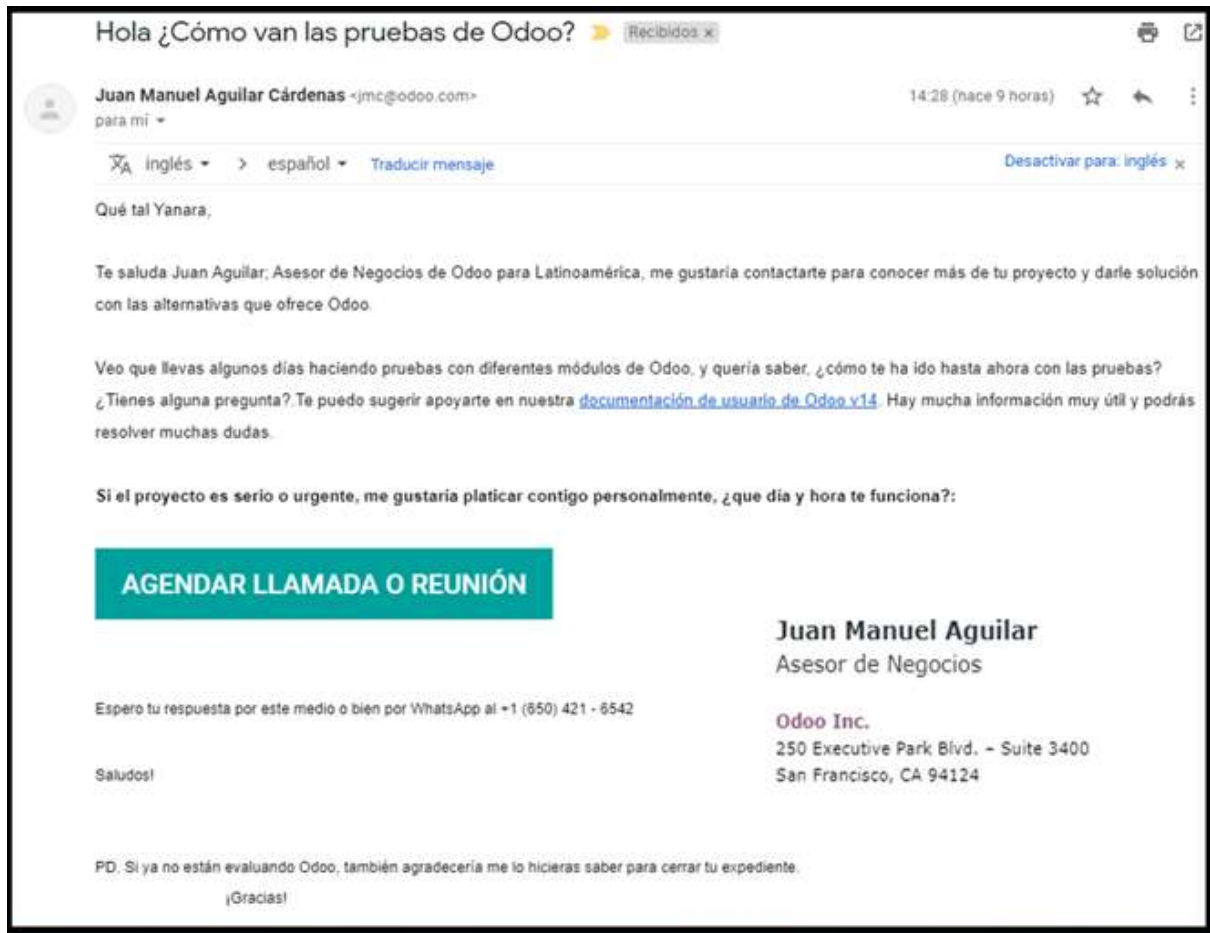 Hola ¿Cómo van las pruebas de Odoo? Recibidos x
Juan Manuel Aguilar Cárdenas <jmc@odoo.com> 14:28 (hace 9 horas)
para mí
inglés > español Traducir mensaje Desactivar para: inglés x
Qué tal Yanara,
Te saluda Juan Aguilar; Asesor de Negocios de Odoo para Latinoamérica, me gustaría contactarte para conocer más de tu proyecto y darle solución
con las alternativas que ofrece Odoo.
Veo que llevas algunos días haciendo pruebas con diferentes módulos de Odoo, y quería saber, ¿cómo te ha ido hasta ahora con las pruebas?
¿Tienes alguna pregunta? Te puedo sugerir apoyarte en nuestra documentación de usuario de Odoo v14. Hay mucha información muy útil y podrás
resolver muchas dudas.
Si el proyecto es serio o urgente, me gustaría platicar contigo personalmente, ¿que día y hora te funciona?:
AGENDAR LLAMADA O REUNIÓN
Juan Manuel Aguilar
Asesor de Negocios
Espero tu respuesta por este medio o bien por WhatsApp al +1 (650) 421 - 6542
Odoo Inc.
250 Executive Park Blvd. – Suite 3400
Saludos!
San Francisco, CA 94124
PD. Si ya no están evaluando Odoo, también agradecería me lo hicieras saber para cerrar tu expediente.
¡Gracias!